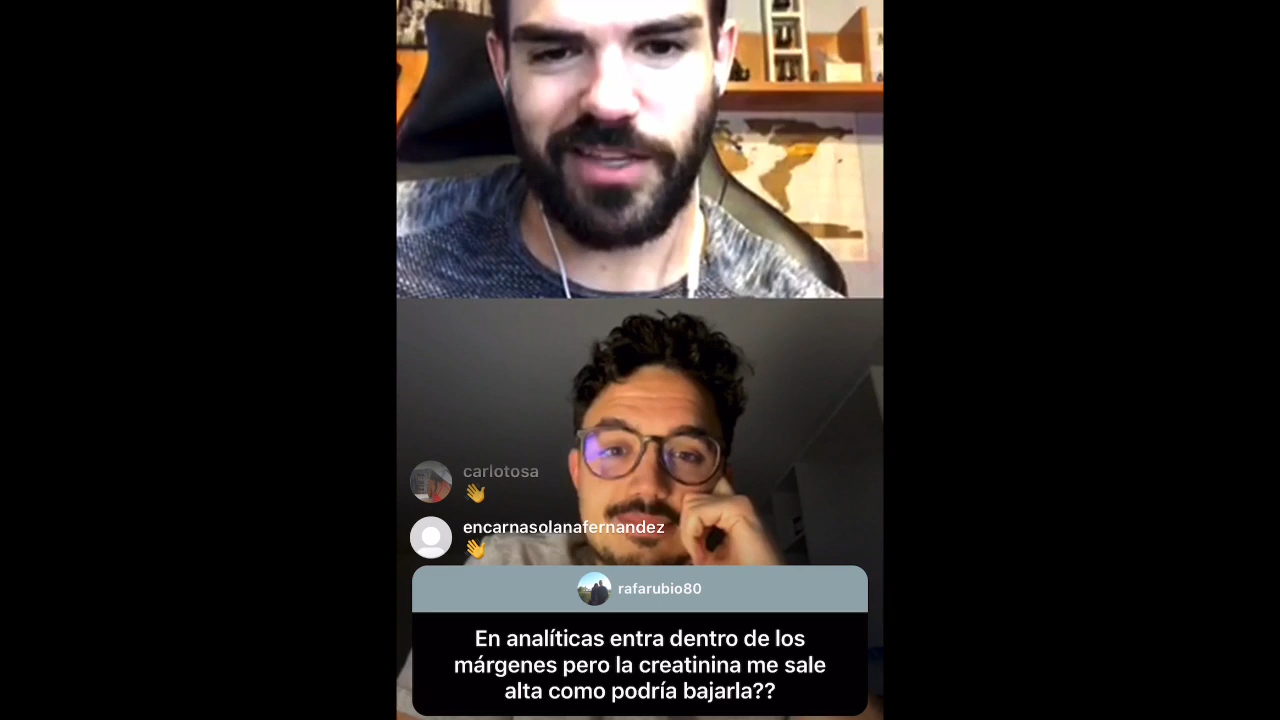 carlotosa
👋
encarnasolanafernandez
👋
rafarubio80
En analíticas entra dentro de los
márgenes pero la creatinina me sale
alta como podría bajarla??